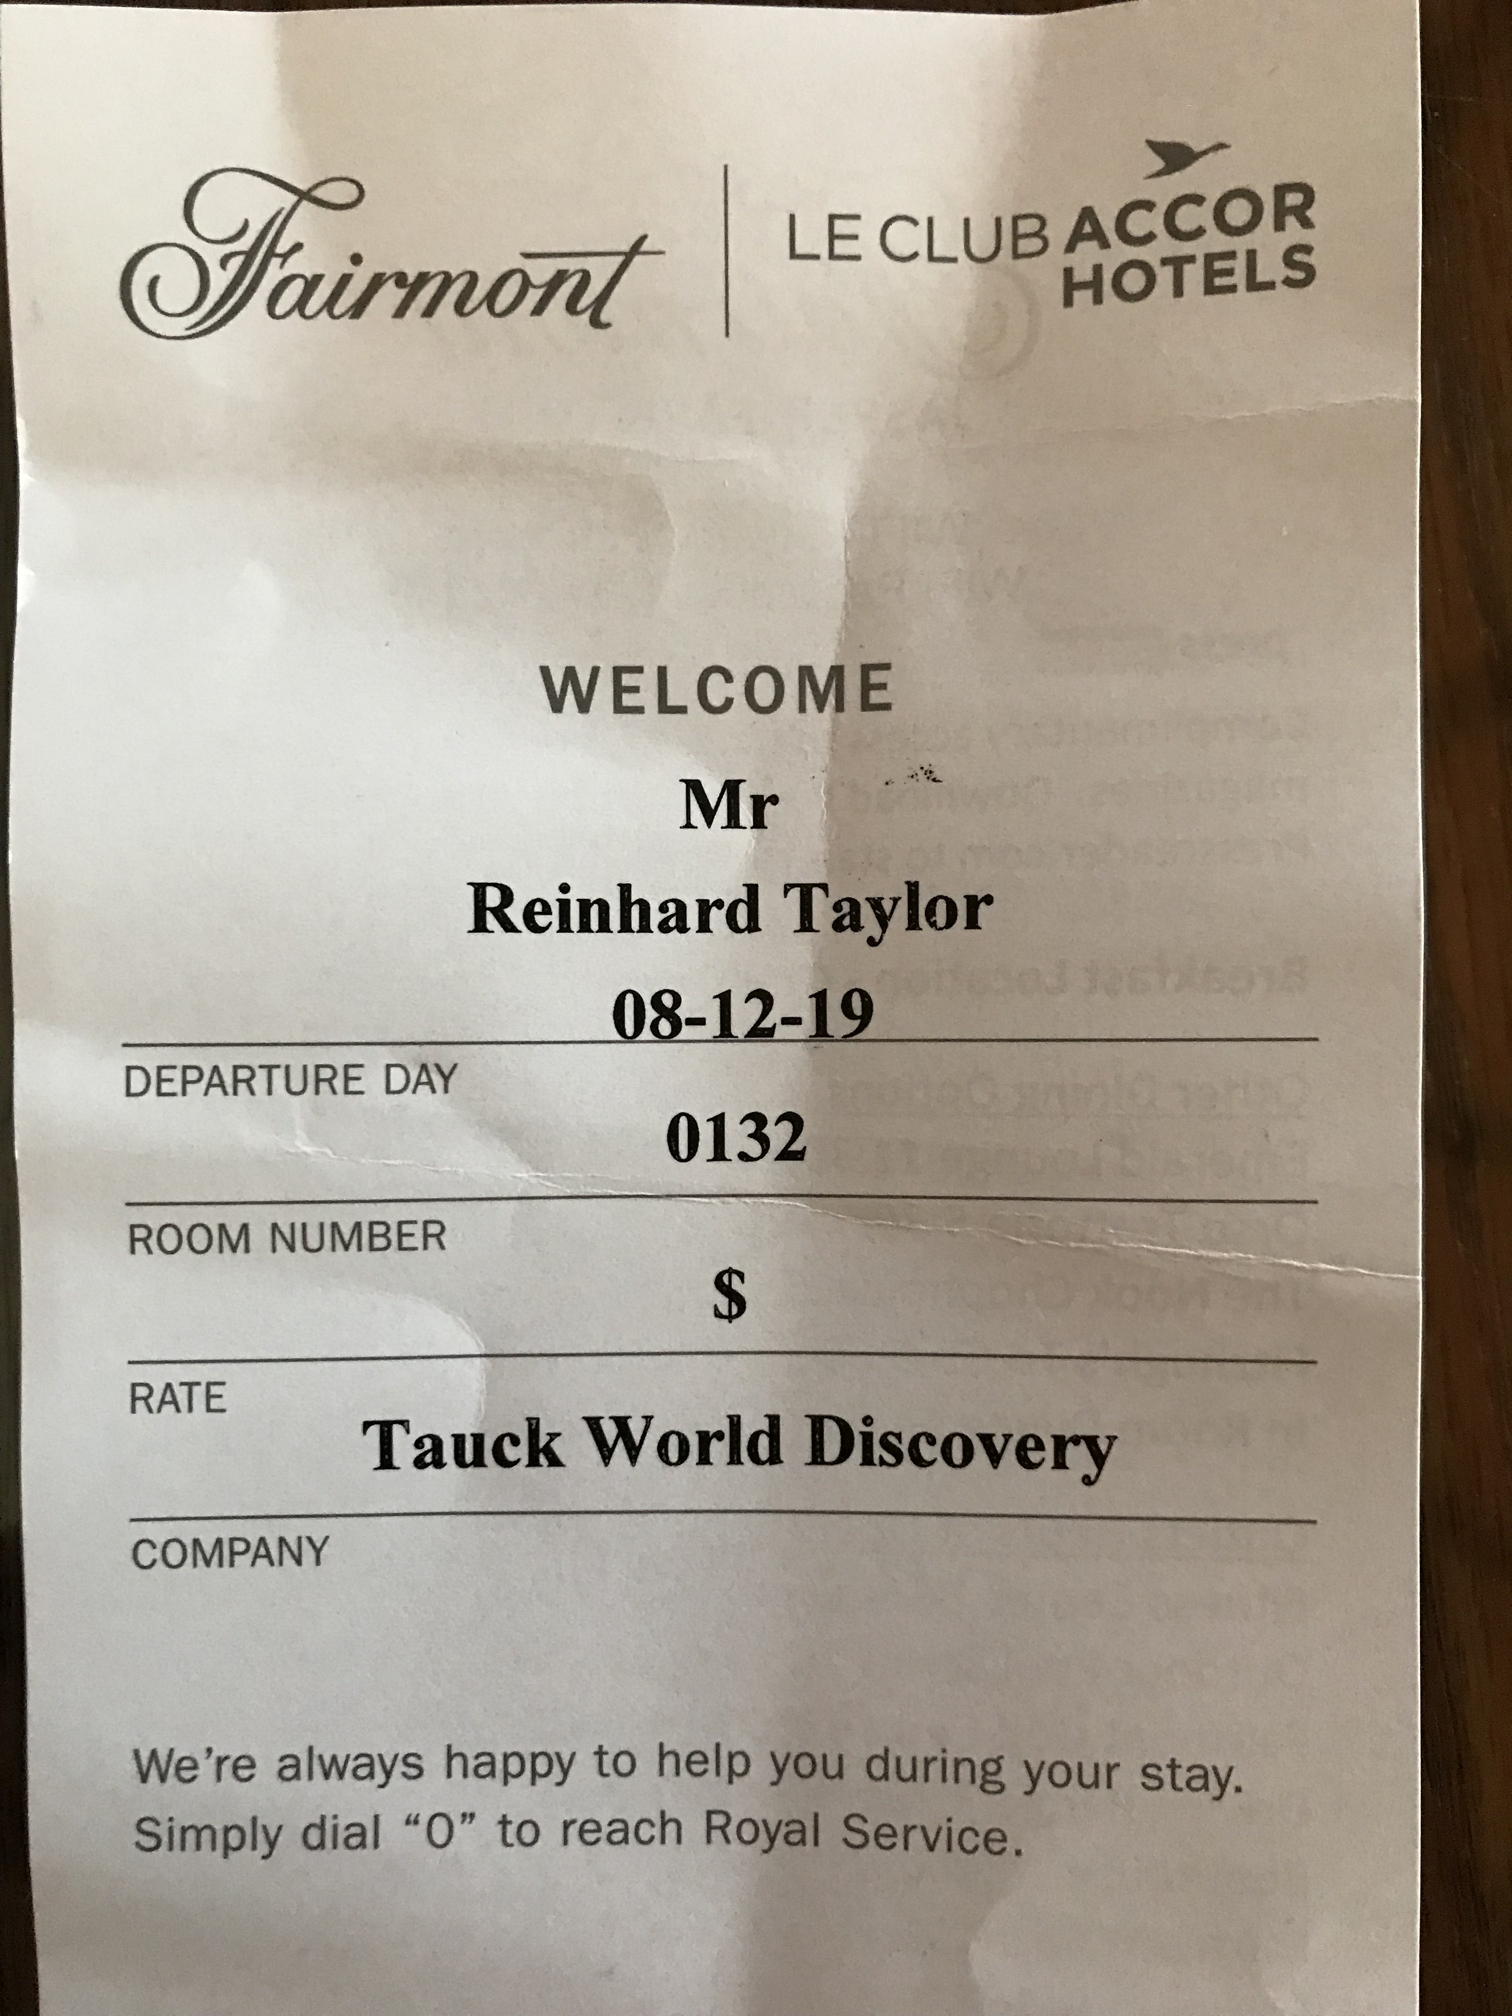 Fairmont
LE CLUB ACCOR
HOTELS
WELCOME
Mr
Reinhard Taylor
08-12-19
DEPARTURE DAY
0132
ROOM NUMBER
$
RATE
Tauck World Discovery
COMPANY
We're always happy to help you during your stay.
Simply dial "0" to reach Royal Service.